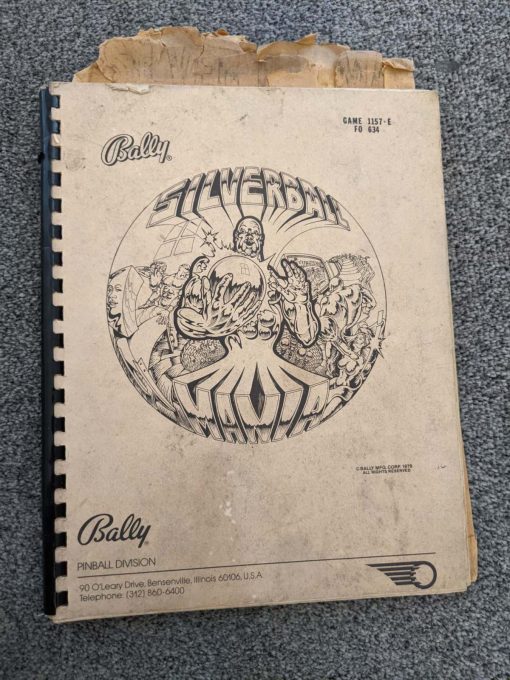 GAME 1157-E
FO 634
Bally®
SILVERBALL
MANIA
© BALLY MFG. CORP. 1978
ALL RIGHTS RESERVED
Bally
PINBALL DIVISION
90 O'Leary Drive, Bensenville, Illinois 60106, U.S.A.
Telephone: (312) 860-6400